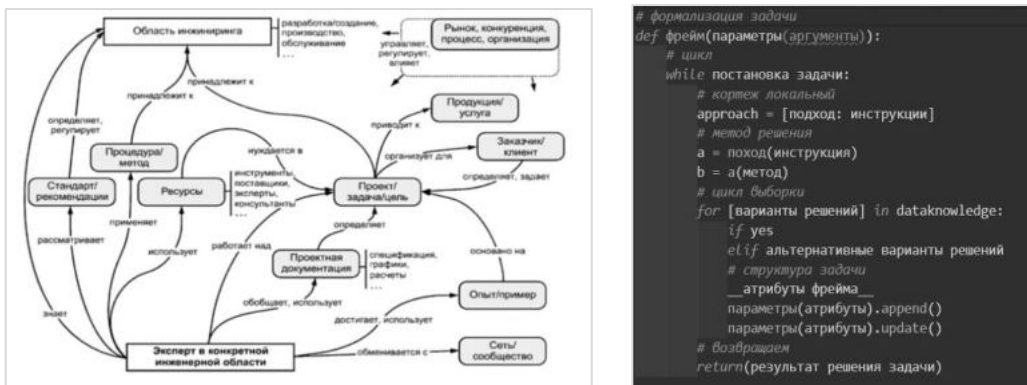 Область инжиниринга
разработка/создание,
производство,
обслуживание
...
Рынок, конкуренция,
процесс, организация
управляет,
регулирует,
влияет
принадлежит к
принадлежит к
определяет,
регулирует
Продукция/
услуга
приводит к
Процедура/
метод
нуждается в
организует для
Заказчик/
клиент
определяет, задает
Стандарт/
рекомендации
Ресурсы
инструменты,
поставщики,
эксперты,
консультанты
...
Проект/
задача/цель
рассматривает
применяет
использует
работает над
определяет
основано на
Проектная
документация
спецификация,
графики,
расчеты
...
обобщает, использует
Опыт/пример
достигает, использует
знает
Эксперт в конкретной
инженерной области
обменивается с
Сеть/
сообщество
# формализация задачи
def фрейм(параметры(аргументы)):
# цикл
while постановка задачи:
# кортеж локальный
approach = [подход: инструкции]
# метод решения
a = поход(инструкция)
b = a(метод)
# цикл выборки
for [варианты решений] in dataknowledge:
if yes
elif альтернативные варианты решений
# структура задачи
__атрибуты фрейма__
параметры(атрибуты).append()
параметры(атрибуты).update()
# возвращаем
return(результат решения задачи)